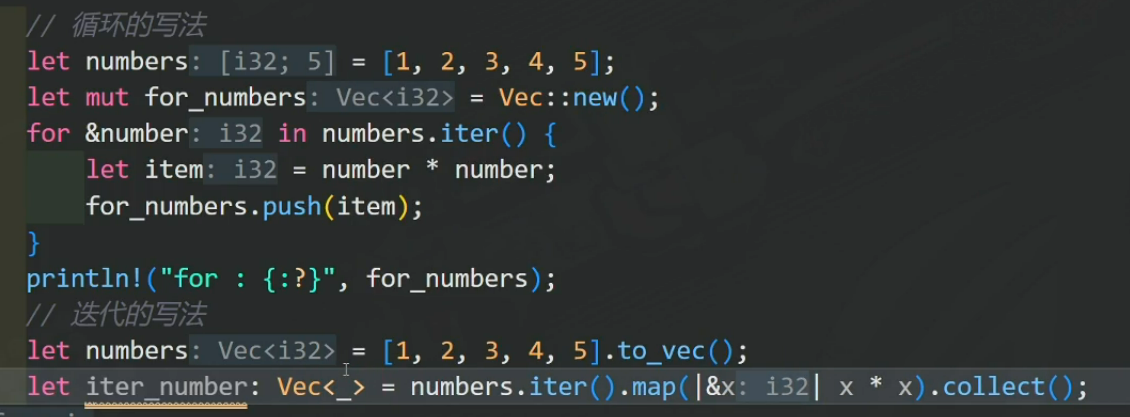 // 循环的写法
let numbers: [i32; 5] = [1, 2, 3, 4, 5];
let mut for_numbers: Vec<i32> = Vec::new();
for &number: i32 in numbers.iter() {
    let item: i32 = number * number;
    for_numbers.push(item);
}
println!("for : {:?}", for_numbers);
// 迭代的写法
let numbers: Vec<i32> = [1, 2, 3, 4, 5].to_vec();
let iter_number: Vec<_> = numbers.iter().map(|&x: i32| x * x).collect();